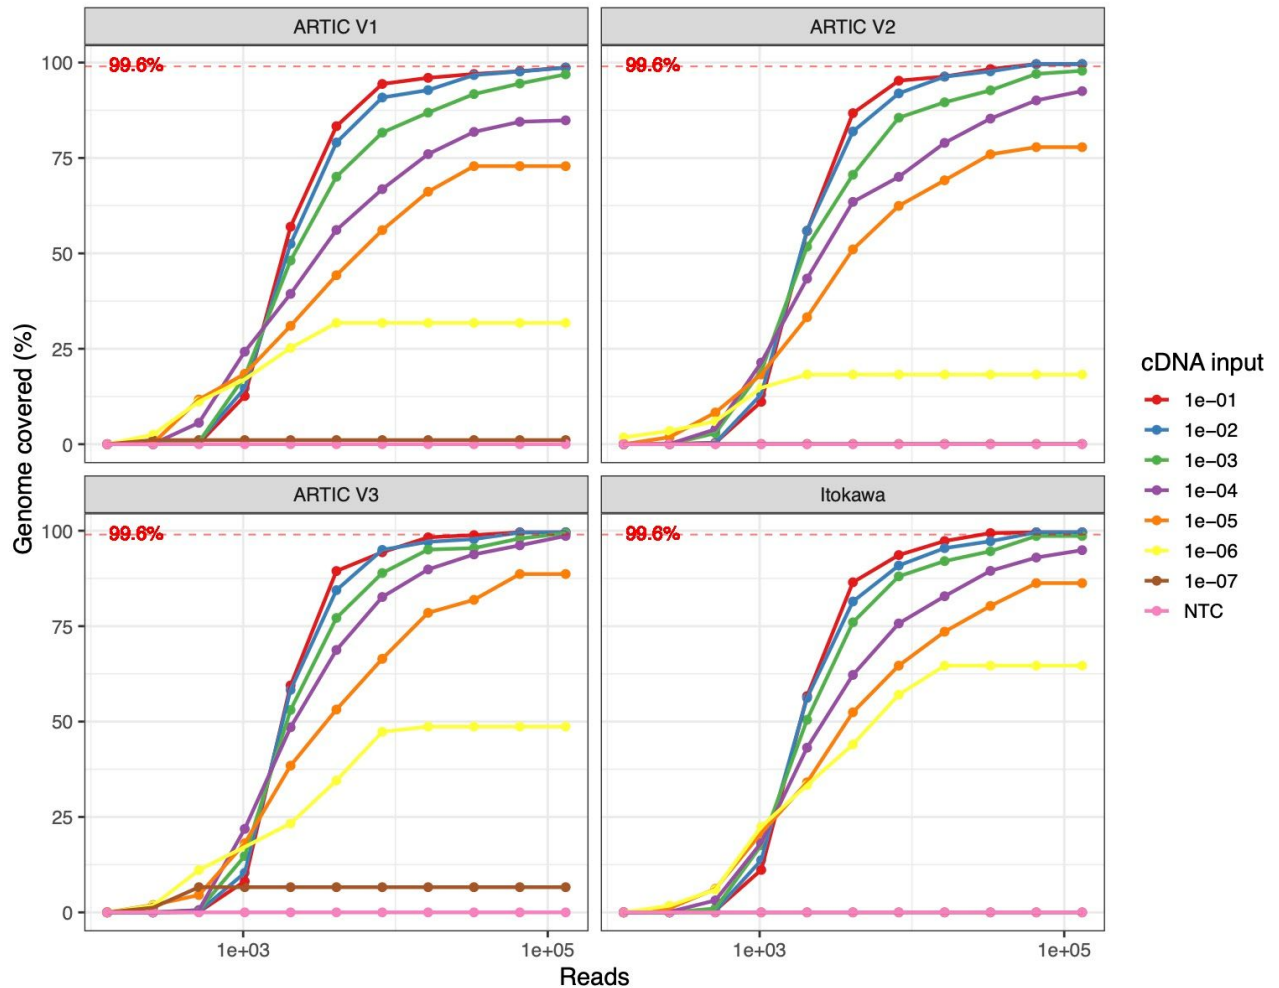 ARTIC V1
ARTIC V2
99.6%
99.6%
100
75
50
25
0
ARTIC V3
Itokawa
99.6%
99.6%
100
75
50
25
0
Genome covered (%)
1e+03
1e+05
1e+03
1e+05
Reads
cDNA input
1e−01
1e−02
1e−03
1e−04
1e−05
1e−06
1e−07
NTC